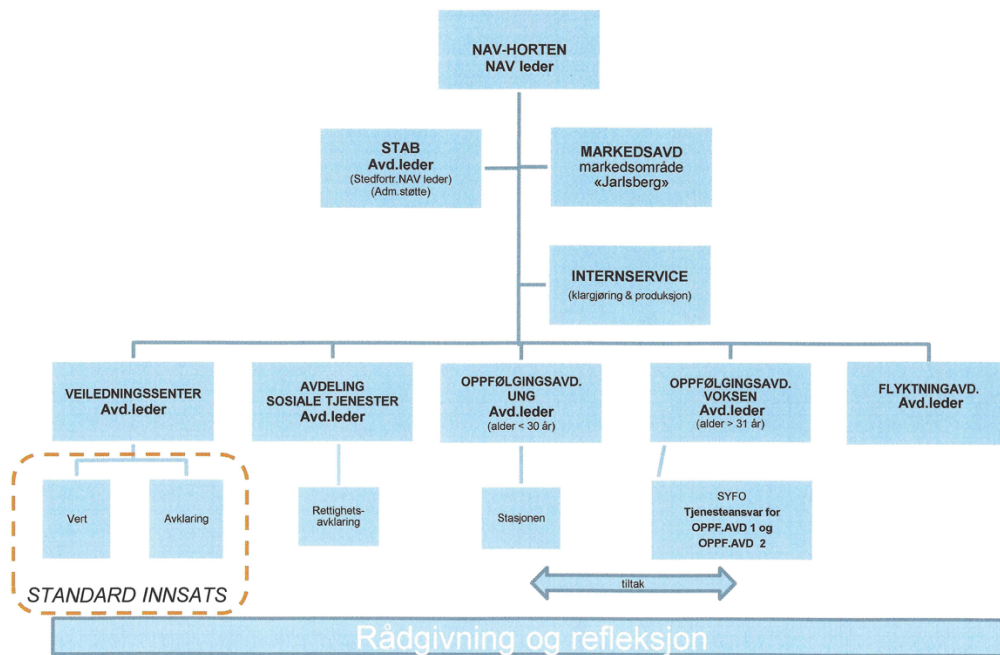 NAV-HORTEN
NAV leder
STAB
Avd.leder
(Stedfortr.NAV leder)
(Adm.støtte)
MARKEDSAVD
markedsområde
«Jarlsberg»
INTERNSERVICE
(klargjøring & produksjon)
VEILEDNINGSSENTER
Avd.leder
AVDELING
SOSIALE TJENESTER
Avd.leder
OPPFØLGINGSAVD.
UNG
Avd.leder
(alder < 30 år)
OPPFØLGINGSAVD.
VOKSEN
Avd.leder
(alder > 31 år)
FLYKTNINGAVD.
Avd.leder
Vert
Avklaring
Rettighets-
avklaring
Stasjonen
SYFO
Tjenesteansvar for
OPPF.AVD 1 og
OPPF.AVD 2
STANDARD INNSATS
tiltak
Rådgivning og refleksjon